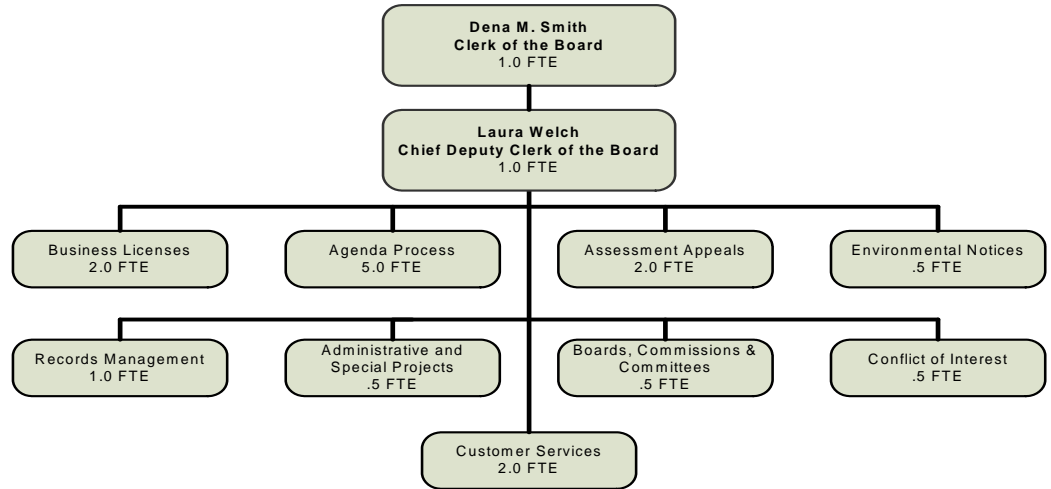 Dena M. Smith
Clerk of the Board
1.0 FTE
Laura Welch
Chief Deputy Clerk of the Board
1.0 FTE
Business Licenses
2.0 FTE
Agenda Process
5.0 FTE
Assessment Appeals
2.0 FTE
Environmental Notices
.5 FTE
Records Management
1.0 FTE
Administrative and
Special Projects
.5 FTE
Boards, Commissions &
Committees
.5 FTE
Conflict of Interest
.5 FTE
Customer Services
2.0 FTE